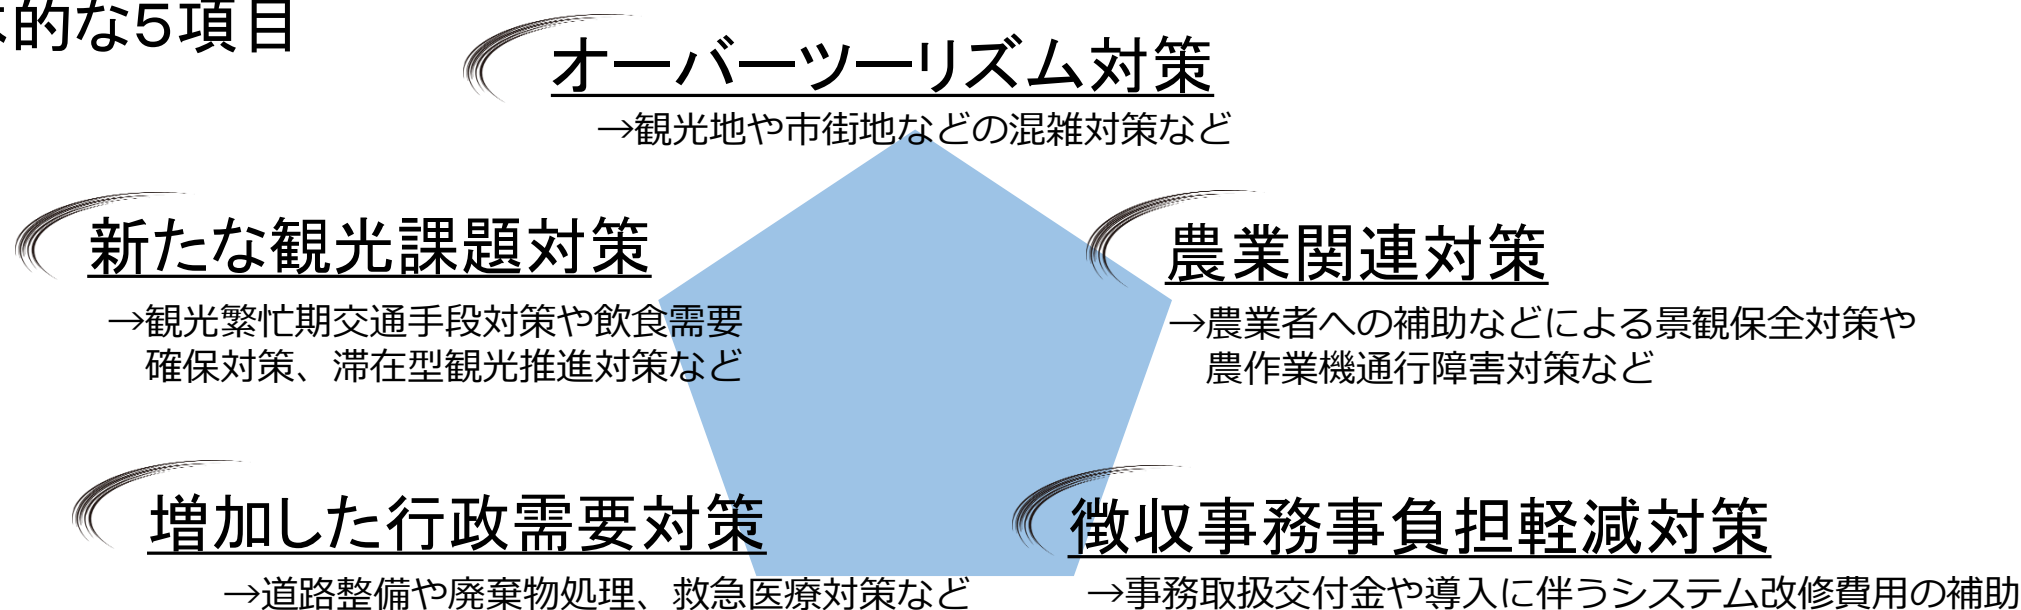 的な5項目
オーバーツーリズム対策
→観光地や市街地などの混雑対策など
新たな観光課題対策
→観光繁忙期交通手段対策や飲食需要
確保対策、滞在型観光推進対策など
農業関連対策
→農業者への補助などによる景観保全対策や
農作業機通行障害対策など
増加した行政需要対策
→道路整備や廃棄物処理、救急医療対策など
徴収事務事負担軽減対策
→事務取扱交付金や導入に伴うシステム改修費用の補助